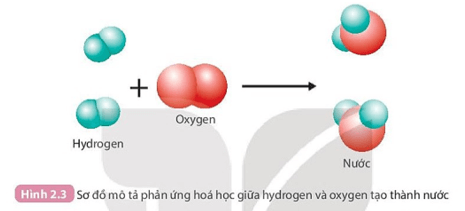 +
Oxygen
Hydrogen
Nước
Hình 2.3 Sơ đồ mô tả phản ứng hoá học giữa hydrogen và oxygen tạo thành nước